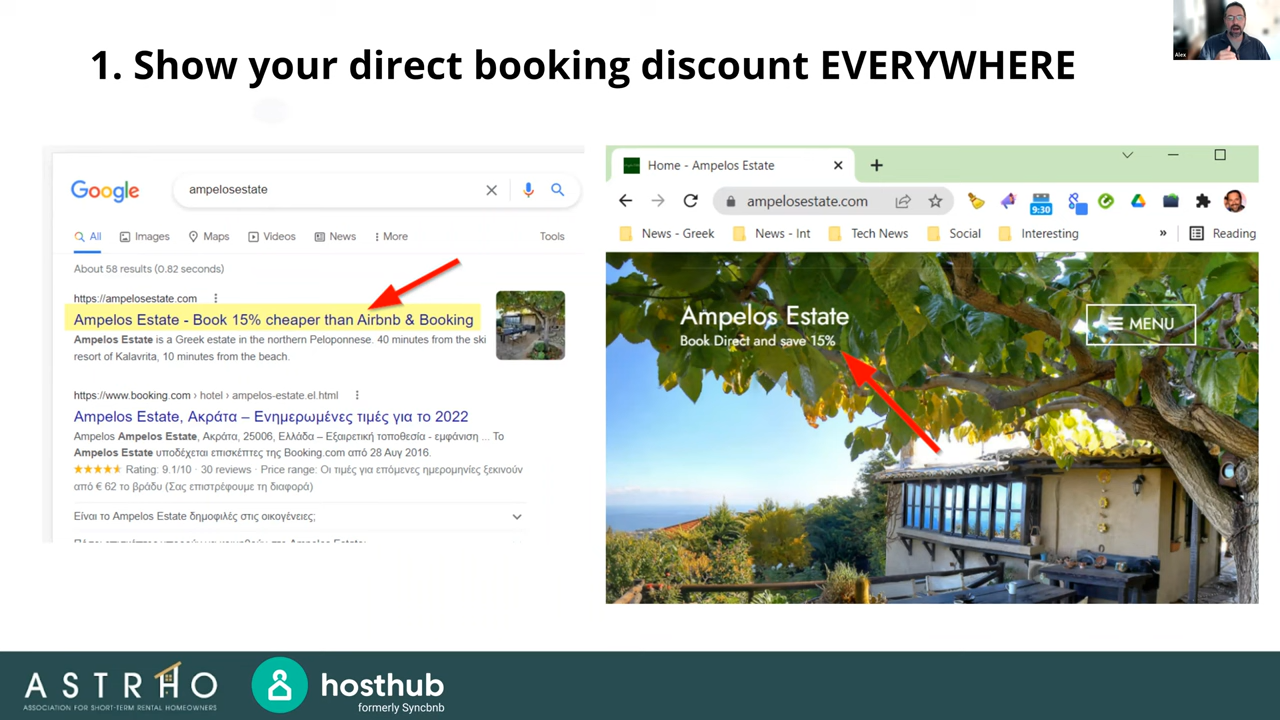 1. Show your direct booking discount EVERYWHERE
Alex
Google
ampelosestate
All
Images
Maps
Videos
News
More
Tools
About 58 results (0.82 seconds)
https://ampelosestate.com
Ampelos Estate - Book 15% cheaper than Airbnb & Booking
Ampelos Estate is a Greek estate in the northern Peloponnese. 40 minutes from the ski
resort of Kalavrita, 10 minutes from the beach.
https://www.booking.com › hotel › ampelos-estate.el.html
Ampelos Estate, Ακράτα – Ενημερωμένες τιμές για το 2022
Ampelos Ampelos Estate, Ακράτα, 25006, Ελλάδα – Εξαιρετική τοποθεσία - εμφάνιση ... Το
Ampelos Estate υποδέχεται επισκέπτες της Booking.com από 28 Αυγ 2016.
Rating: 9.1/10 · 30 reviews · Price range: Οι τιμές για επόμενες ημερομηνίες ξεκινούν
από € 62 το βράδυ (Σας επιστρέφουμε τη διαφορά)
Είναι το Ampelos Estate δημοφιλές στις οικογένειες;
Home - Ampelos Estate
ampelosestate.com
9:30
News - Greek
News - Int
Tech News
Social
Interesting
»
Reading
Ampelos Estate
Book Direct and save 15%
MENU
ASTRHO
ASSOCIATION FOR SHORT-TERM RENTAL HOMEOWNERS
hosthub
formerly Syncbnb